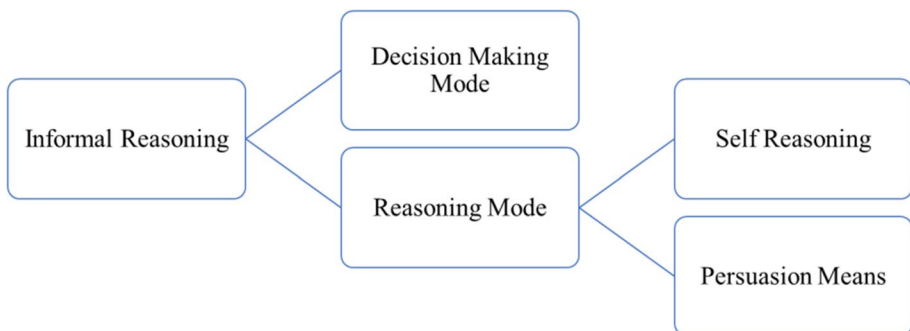 Informal Reasoning
Decision Making
Mode
Reasoning Mode
Self Reasoning
Persuasion Means